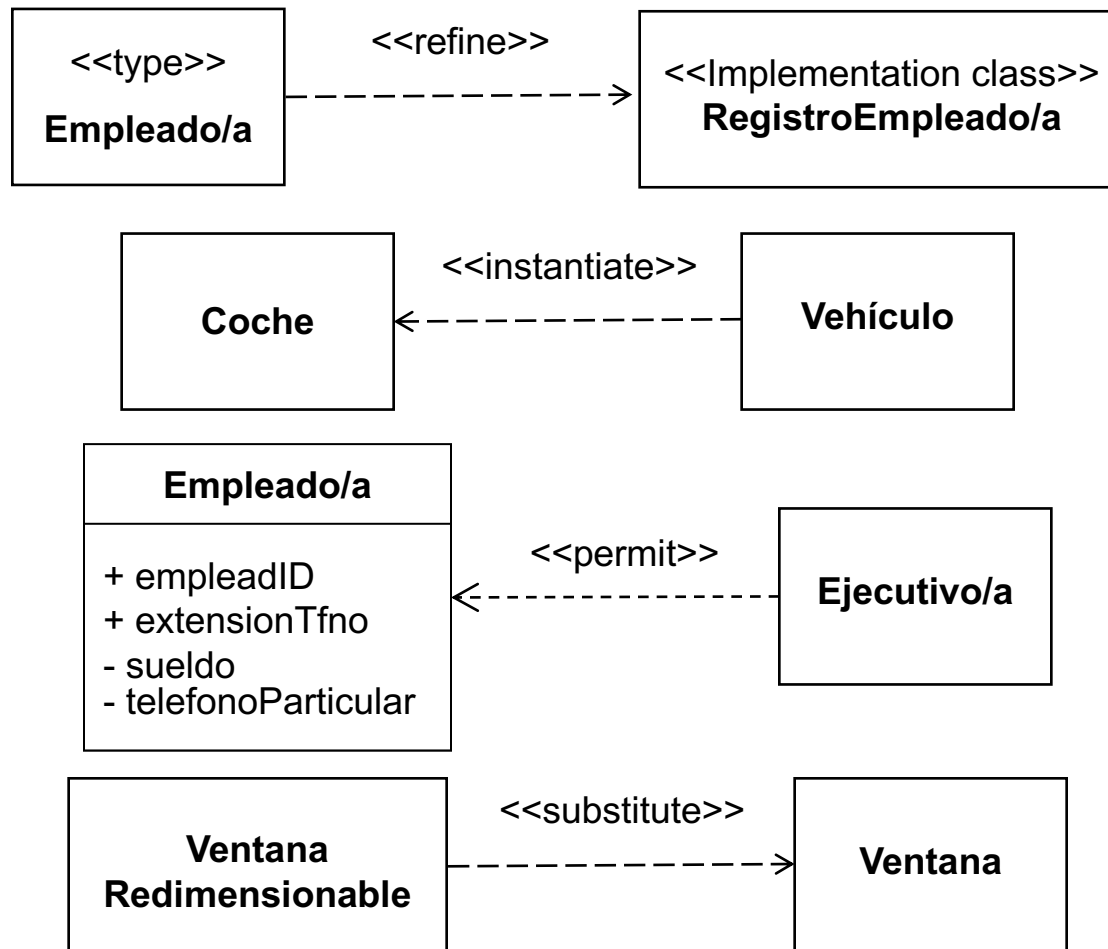 <<type>>
Empleado/a
<<refine>>
<<Implementation class>>
RegistroEmpleado/a
Coche
<<instantiate>>
Vehículo
Empleado/a
+ empleadID
+ extensionTfno
- sueldo
- telefonoParticular
<<permit>>
Ejecutivo/a
Ventana
Redimensionable
<<substitute>>
Ventana